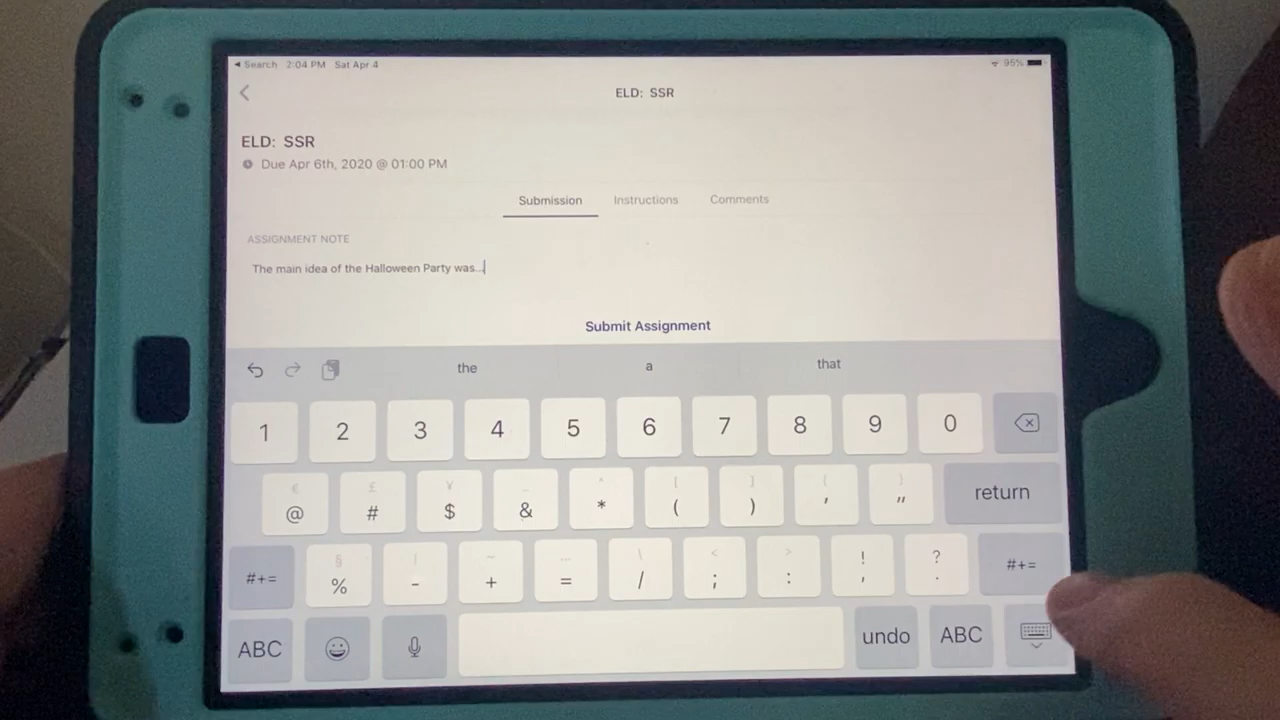 ◀ Search 2:04 PM Sat Apr 4 95%
ELD: SSR
ELD: SSR
Due Apr 6th, 2020 @ 01:00 PM
Submission Instructions Comments
ASSIGNMENT NOTE
The main idea of the Halloween Party was...
Submit Assignment
the a that
1 2 3 4 5 6 7 8 9 0
€ £ ¥ _ ^ [ ] { }
@ # $ & * ( ) ' " return
§ | ~ … \ < > ! ?
#+= % - + = / ; : , . #+=
ABC undo ABC